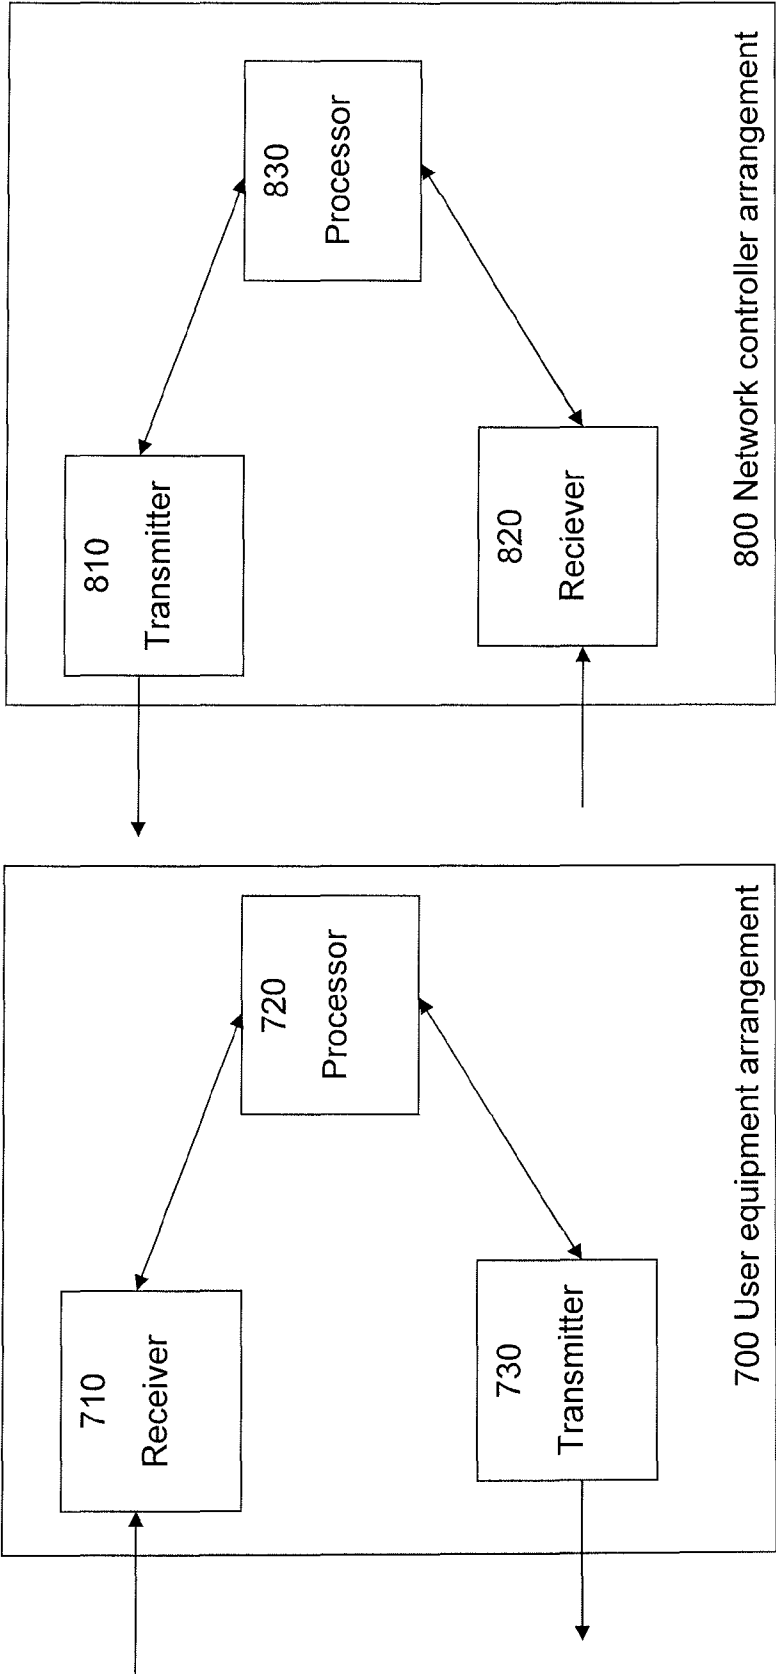 710
Receiver
720
Processor
730
Transmitter
700 User equipment arrangement
810
Transmitter
830
Processor
820
Reciever
800 Network controller arrangement